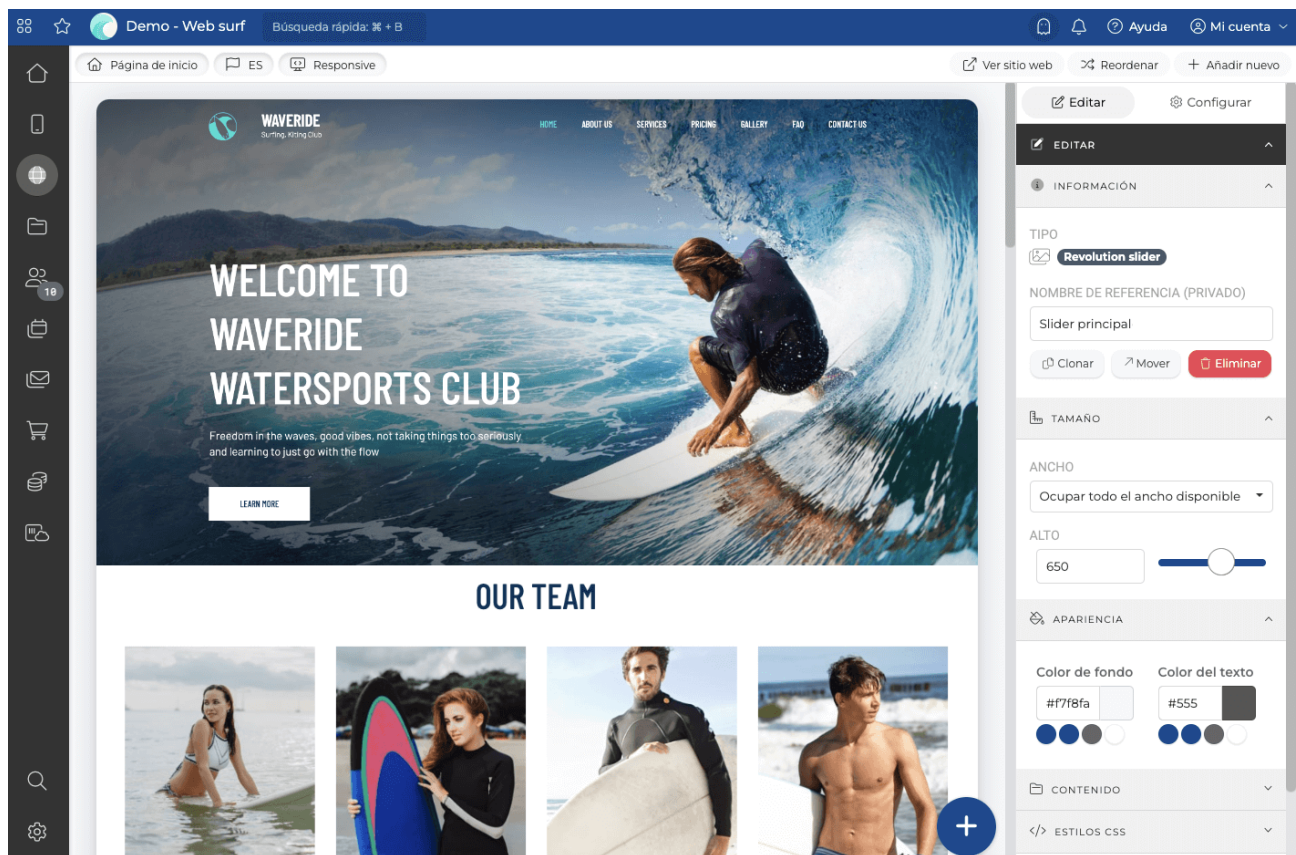 Demo - Web surf
Búsqueda rápida: ⌘ + B
Ayuda
Mi cuenta
Página de inicio
ES
Responsive
Ver sitio web
Reordenar
Añadir nuevo
10
WAVERIDE
Surfing, Kiting Club
HOME
ABOUT US
SERVICES
PRICING
GALLERY
FAQ
CONTACT US
WELCOME TO
WAVERIDE
WATERSPORTS CLUB
Freedom in the waves, good vibes, not taking things too seriously
and learning to just go with the flow
LEARN MORE
OUR TEAM
Editar
Configurar
EDITAR
INFORMACIÓN
TIPO
Revolution slider
NOMBRE DE REFERENCIA (PRIVADO)
Slider principal
Clonar
Mover
Eliminar
TAMAÑO
ANCHO
Ocupar todo el ancho disponible
ALTO
650
APARIENCIA
Color de fondo
Color del texto
#f7f8fa
#555
CONTENIDO
ESTILOS CSS